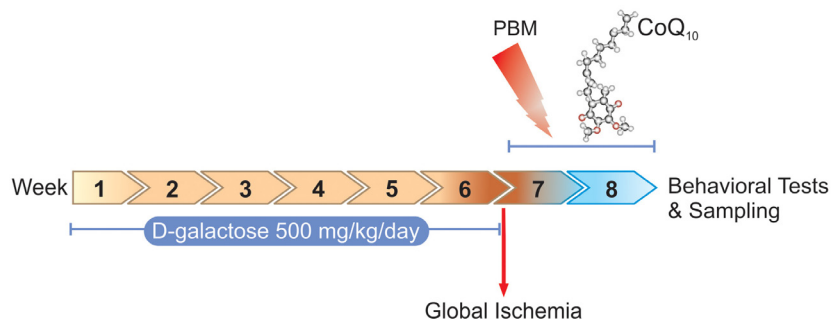 PBM
CoQ₁₀
Week 1 2 3 4 5 6 7 8
Behavioral Tests
& Sampling
D-galactose 500 mg/kg/day
Global Ischemia